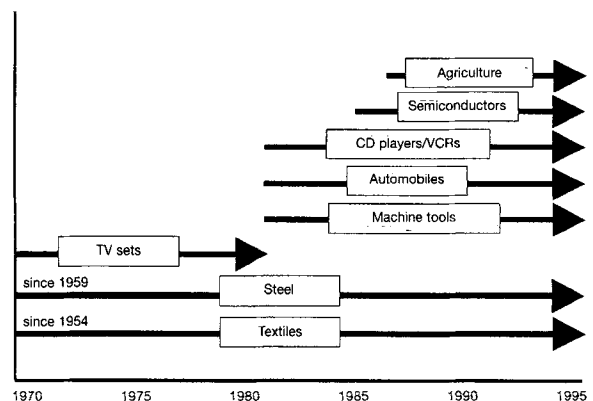 Agriculture
Semiconductors
CD players/VCRs
Automobiles
Machine tools
TV sets
since 1959
Steel
since 1954
Textiles
1970 1975 1980 1985 1990 1995